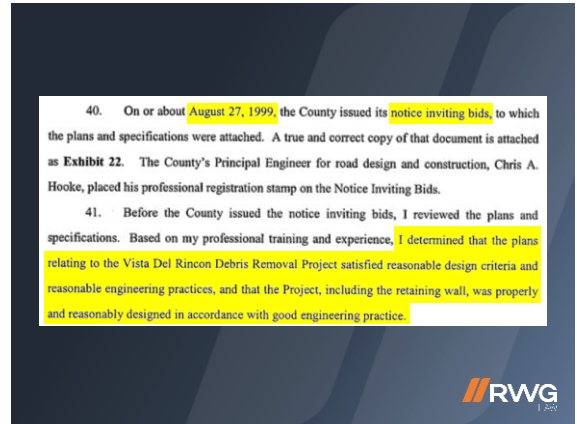 40. On or about August 27, 1999, the County issued its notice inviting bids, to which
the plans and specifications were attached. A true and correct copy of that document is attached
as Exhibit 22. The County's Principal Engineer for road design and construction, Chris A.
Hooke, placed his professional registration stamp on the Notice Inviting Bids.
41. Before the County issued the notice inviting bids, I reviewed the plans and
specifications. Based on my professional training and experience, I determined that the plans
relating to the Vista Del Rincon Debris Removal Project satisfied reasonable design criteria and
reasonable engineering practices, and that the Project, including the retaining wall, was properly
and reasonably designed in accordance with good engineering practice.
RWG
LAW